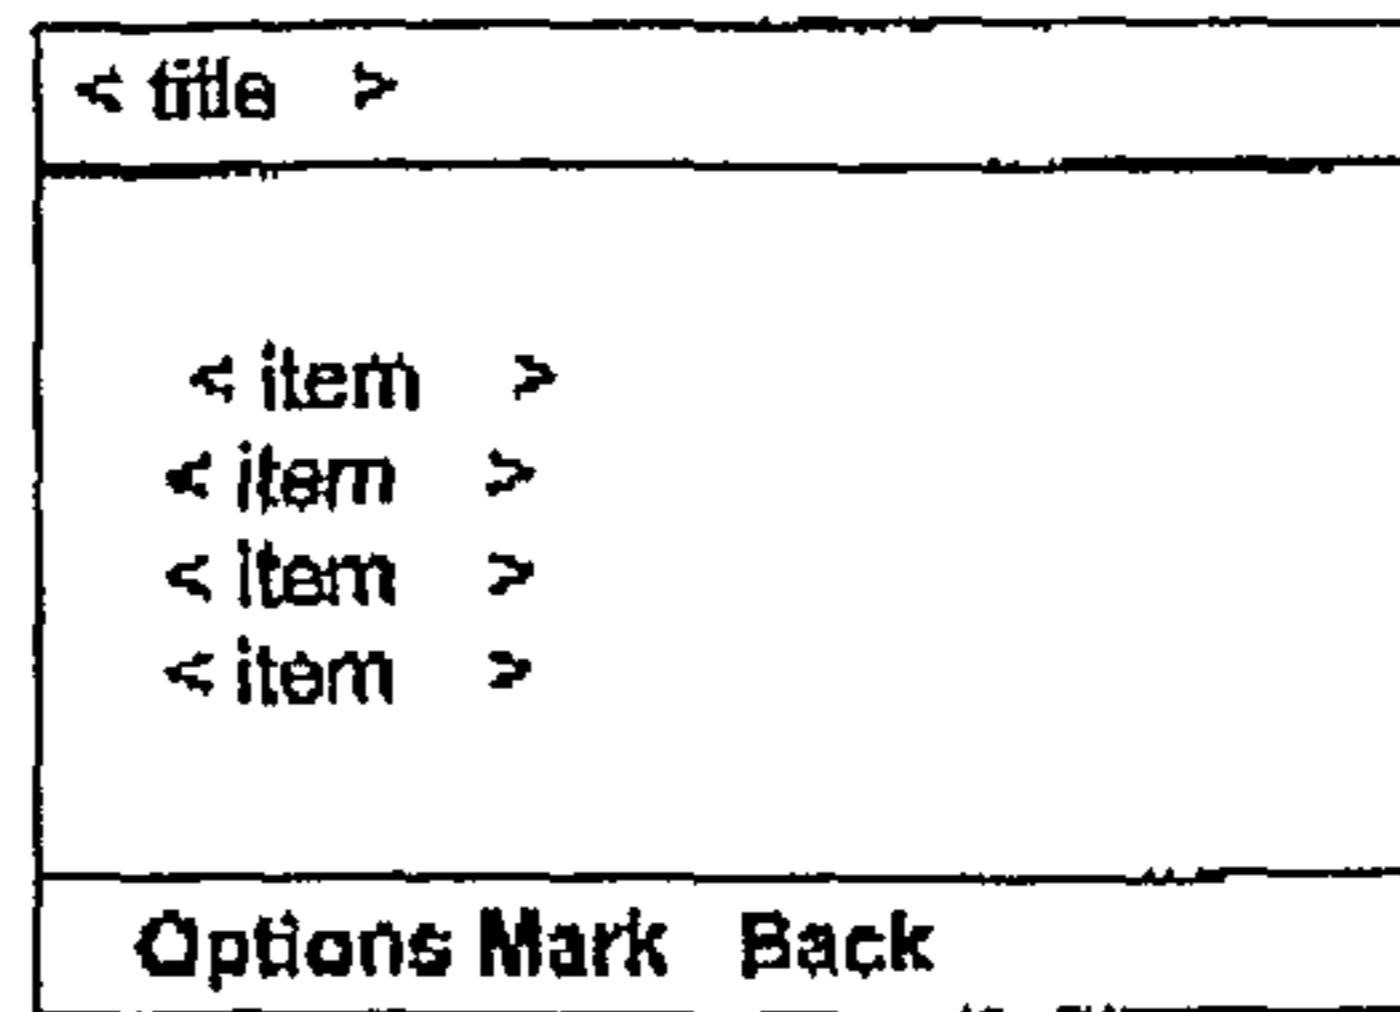 < title >
< item >
< item >
< item >
< item >
Options Mark Back